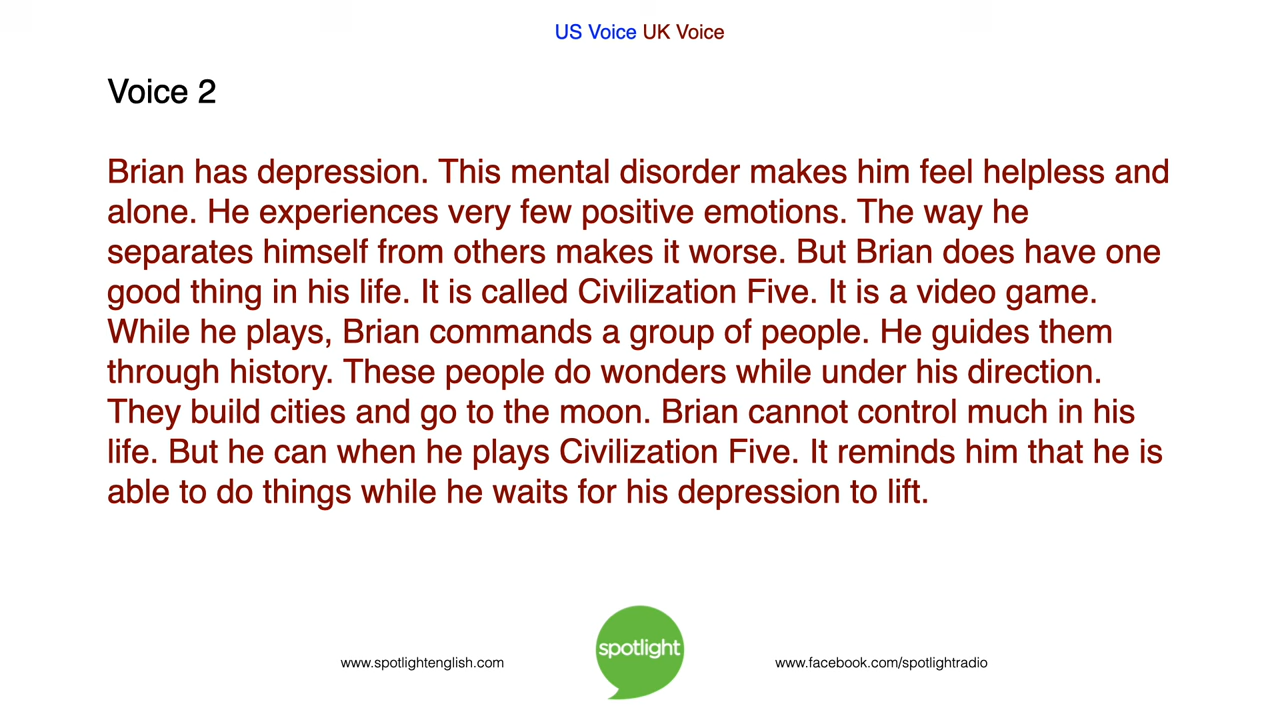 US Voice UK Voice
Voice 2
Brian has depression. This mental disorder makes him feel helpless and
alone. He experiences very few positive emotions. The way he
separates himself from others makes it worse. But Brian does have one
good thing in his life. It is called Civilization Five. It is a video game.
While he plays, Brian commands a group of people. He guides them
through history. These people do wonders while under his direction.
They build cities and go to the moon. Brian cannot control much in his
life. But he can when he plays Civilization Five. It reminds him that he is
able to do things while he waits for his depression to lift.
www.spotlightenglish.com
spotlight
www.facebook.com/spotlightradio